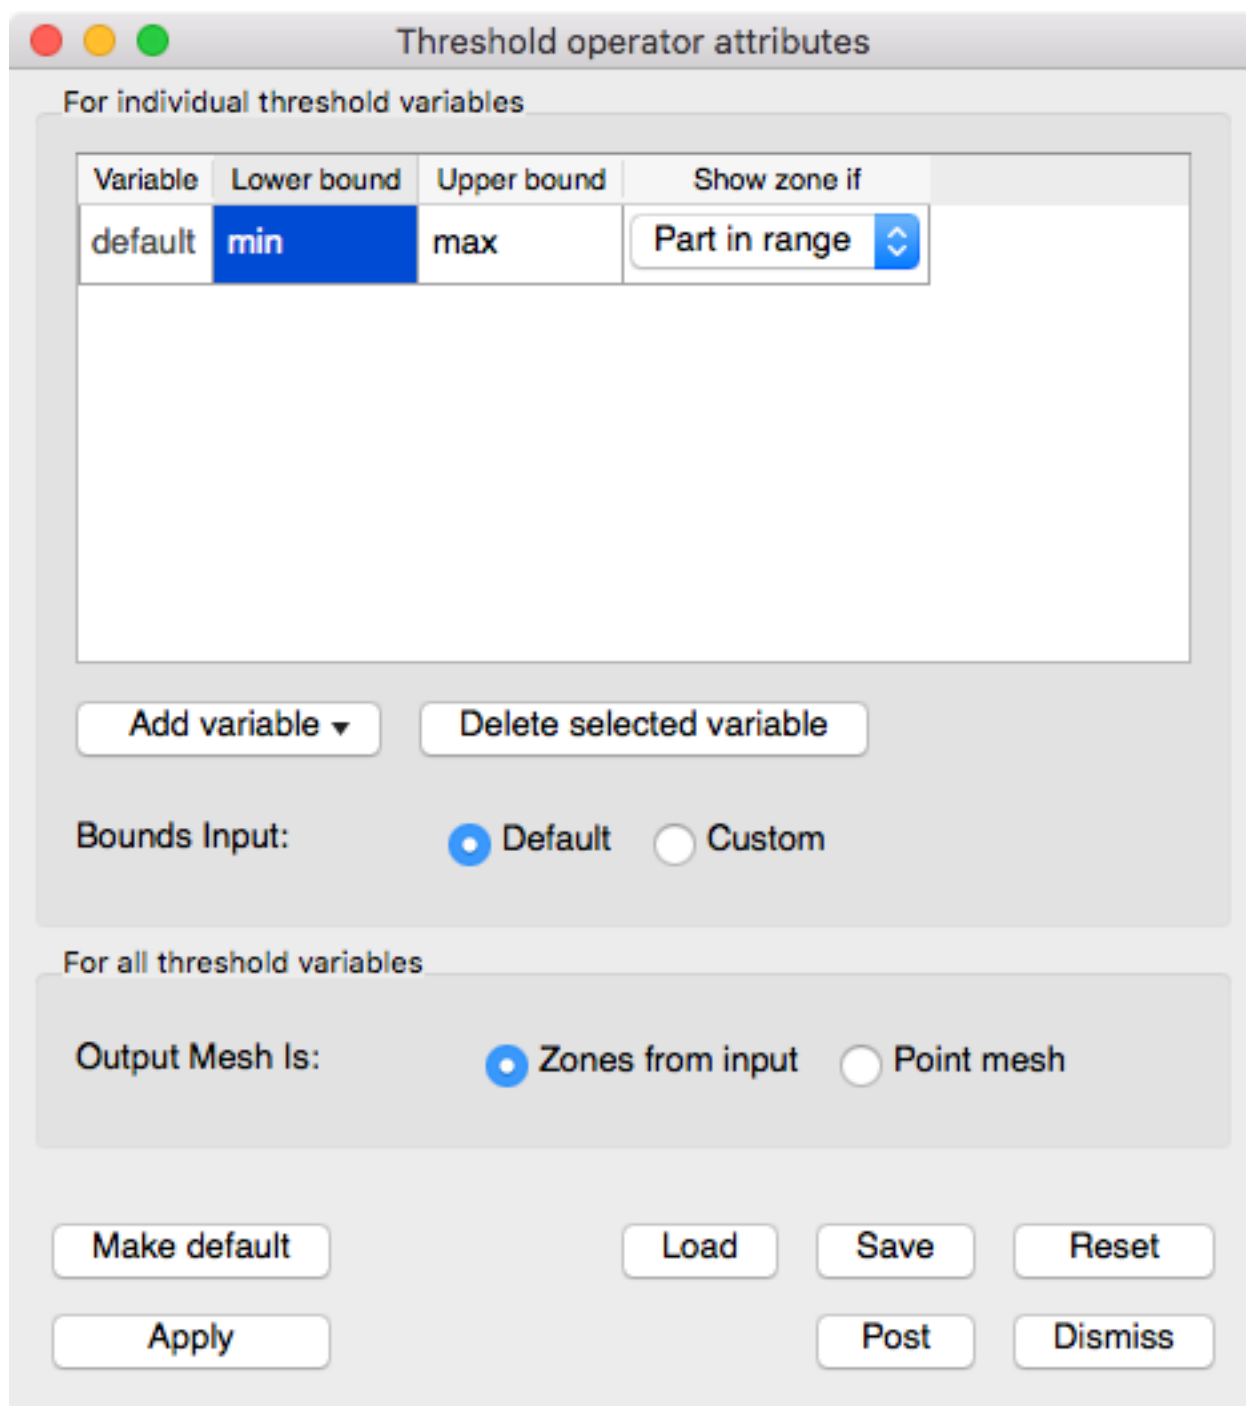 Threshold operator attributes
For individual threshold variables
Variable Lower bound Upper bound Show zone if
default min max Part in range
Add variable Delete selected variable
Bounds Input: Default Custom
For all threshold variables
Output Mesh Is: Zones from input Point mesh
Make default Load Save Reset
Apply Post Dismiss